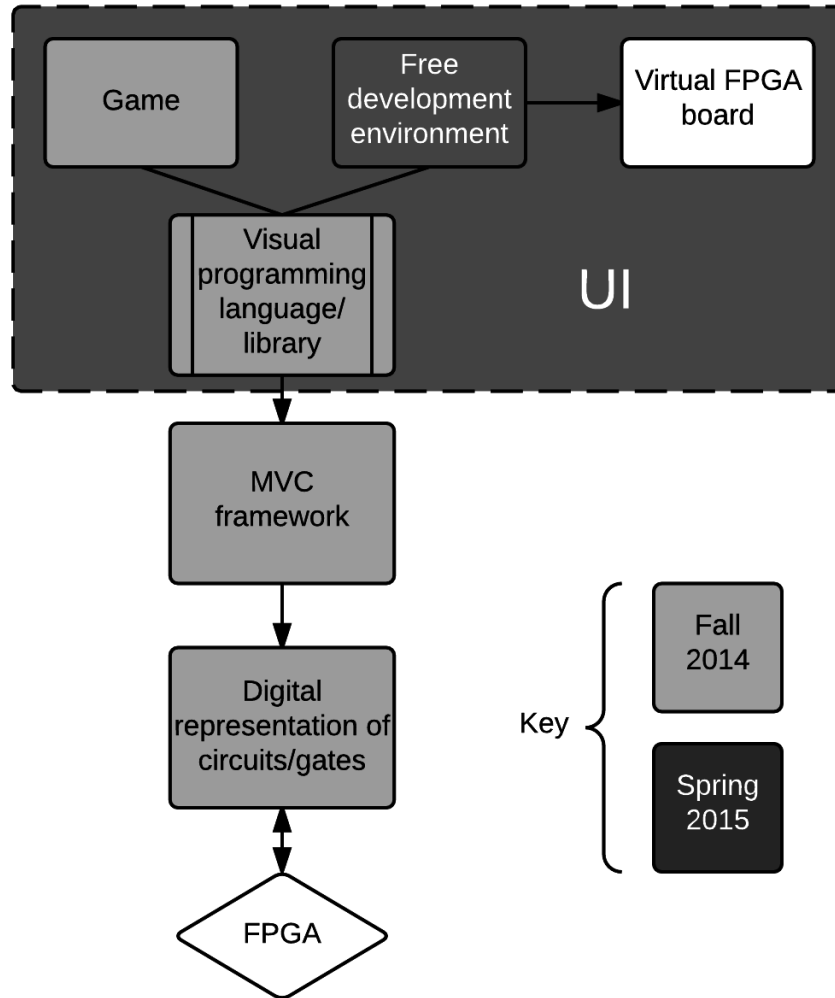 Game
Free
development
environment
Virtual FPGA
board
Visual
programming
language/
library
UI
MVC
framework
Digital
representation of
circuits/gates
FPGA
Key
Fall
2014
Spring
2015